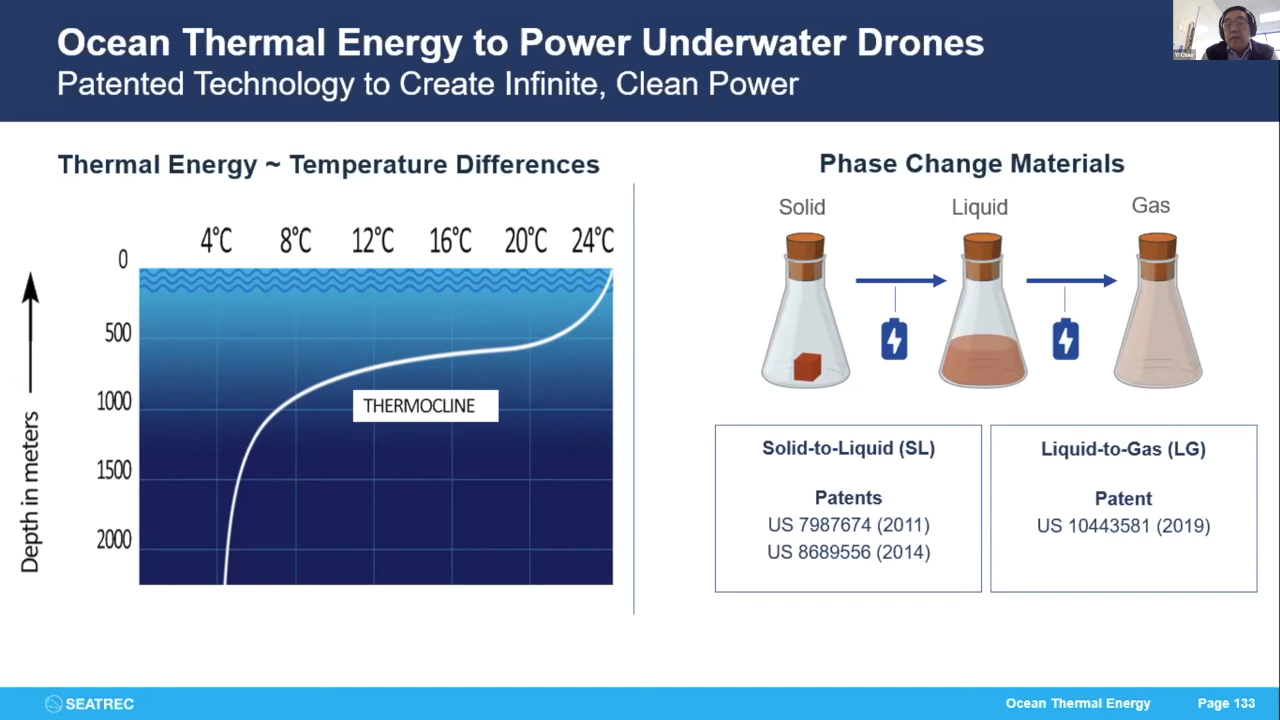 Ocean Thermal Energy to Power Underwater Drones
Patented Technology to Create Infinite, Clean Power
Yi Chao
Thermal Energy ~ Temperature Differences
4°C 8°C 12°C 16°C 20°C 24°C
0
500
1000
1500
2000
Depth in meters
THERMOCLINE
Phase Change Materials
Solid Liquid Gas
Solid-to-Liquid (SL)
Patents
US 7987674 (2011)
US 8689556 (2014)
Liquid-to-Gas (LG)
Patent
US 10443581 (2019)
SEATREC
Ocean Thermal Energy
Page 133